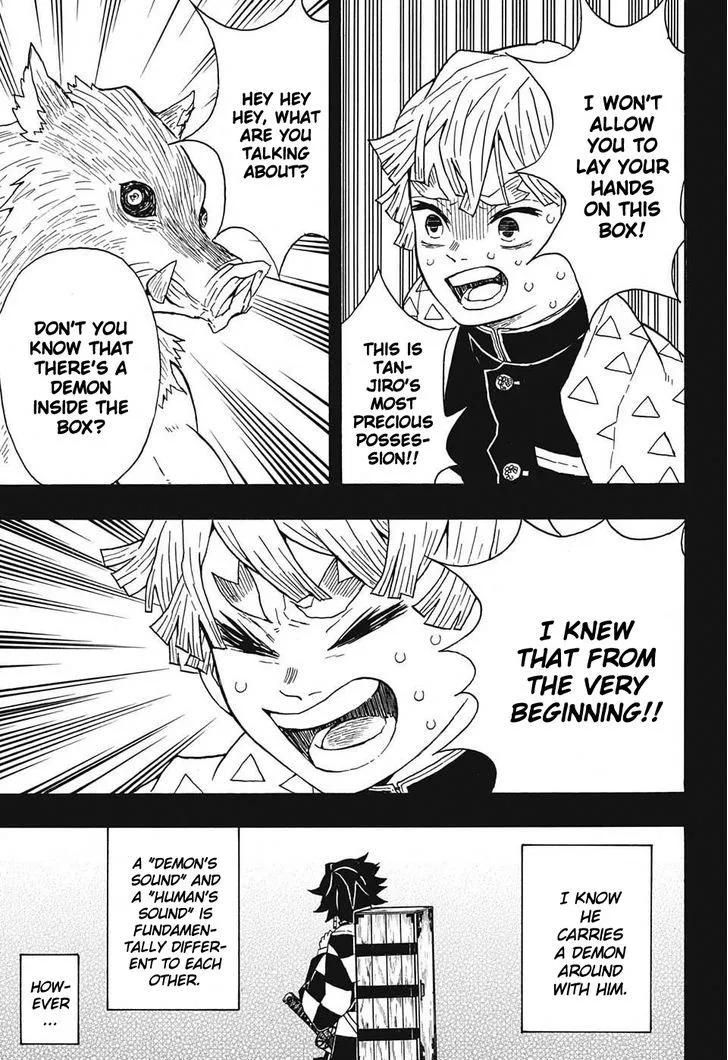 I WON'T
ALLOW
YOU TO
LAY YOUR
HANDS
ON THIS
BOX!
THIS IS
TAN-
JIRO'S
MOST
PRECIOUS
POSSES-
SION!!
HEY HEY
HEY, WHAT
ARE YOU
TALKING
ABOUT?
DON'T YOU
KNOW THAT
THERE'S A
DEMON
INSIDE THE
BOX?
I KNEW
THAT FROM
THE VERY
BEGINNING!!
I KNOW
HE
CARRIES
A DEMON
AROUND
WITH HIM.
A "DEMON'S
SOUND" AND
A "HUMAN'S
SOUND" IS
FUNDAMEN-
TALLY DIFFER-
ENT TO EACH
OTHER.
HOW-
EVER
...